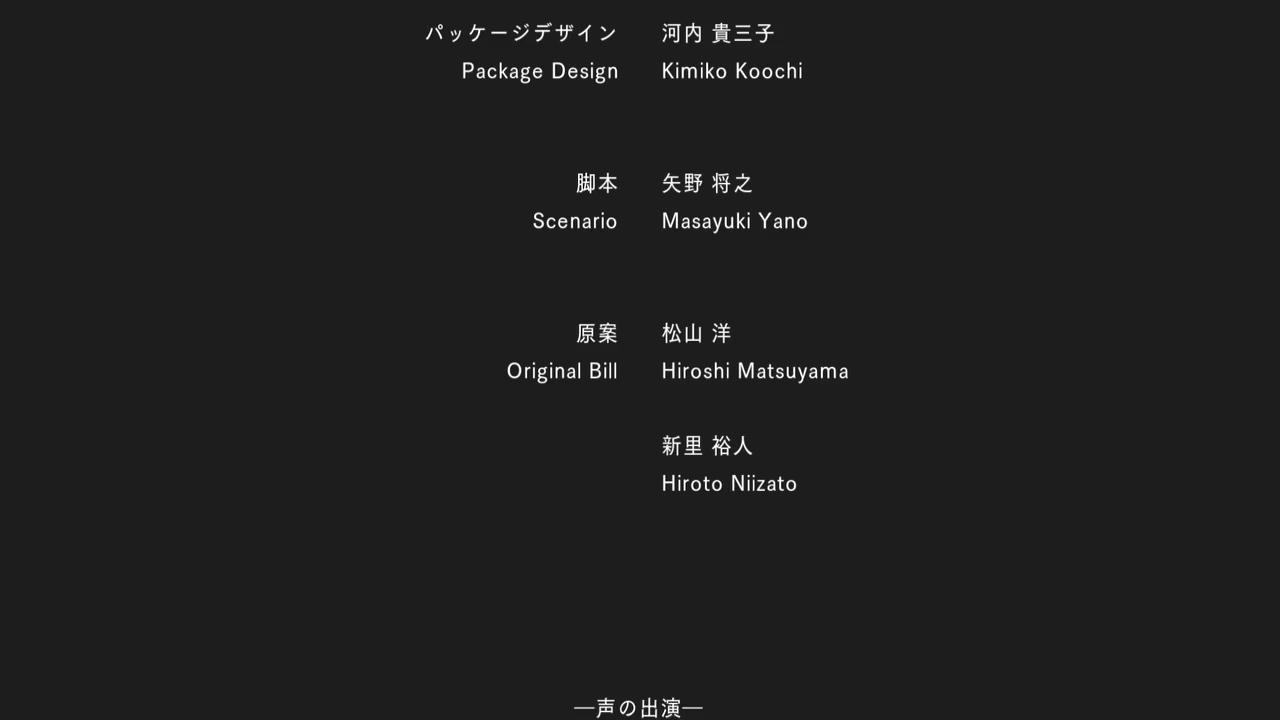 パッケージデザイン 河内 貴三子
Package Design Kimiko Koochi
脚本 矢野 将之
Scenario Masayuki Yano
原案 松山 洋
Original Bill Hiroshi Matsuyama
新里 裕人
Hiroto Niizato
―声の出演―